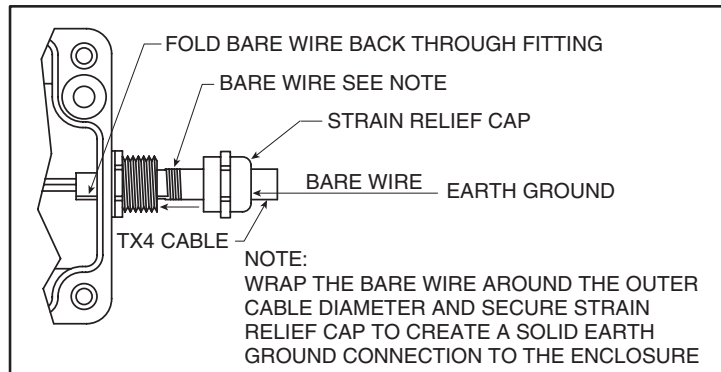 FOLD BARE WIRE BACK THROUGH FITTING
BARE WIRE SEE NOTE
STRAIN RELIEF CAP
BARE WIRE
EARTH GROUND
TX4 CABLE
NOTE:
WRAP THE BARE WIRE AROUND THE OUTER
CABLE DIAMETER AND SECURE STRAIN
RELIEF CAP TO CREATE A SOLID EARTH
GROUND CONNECTION TO THE ENCLOSURE